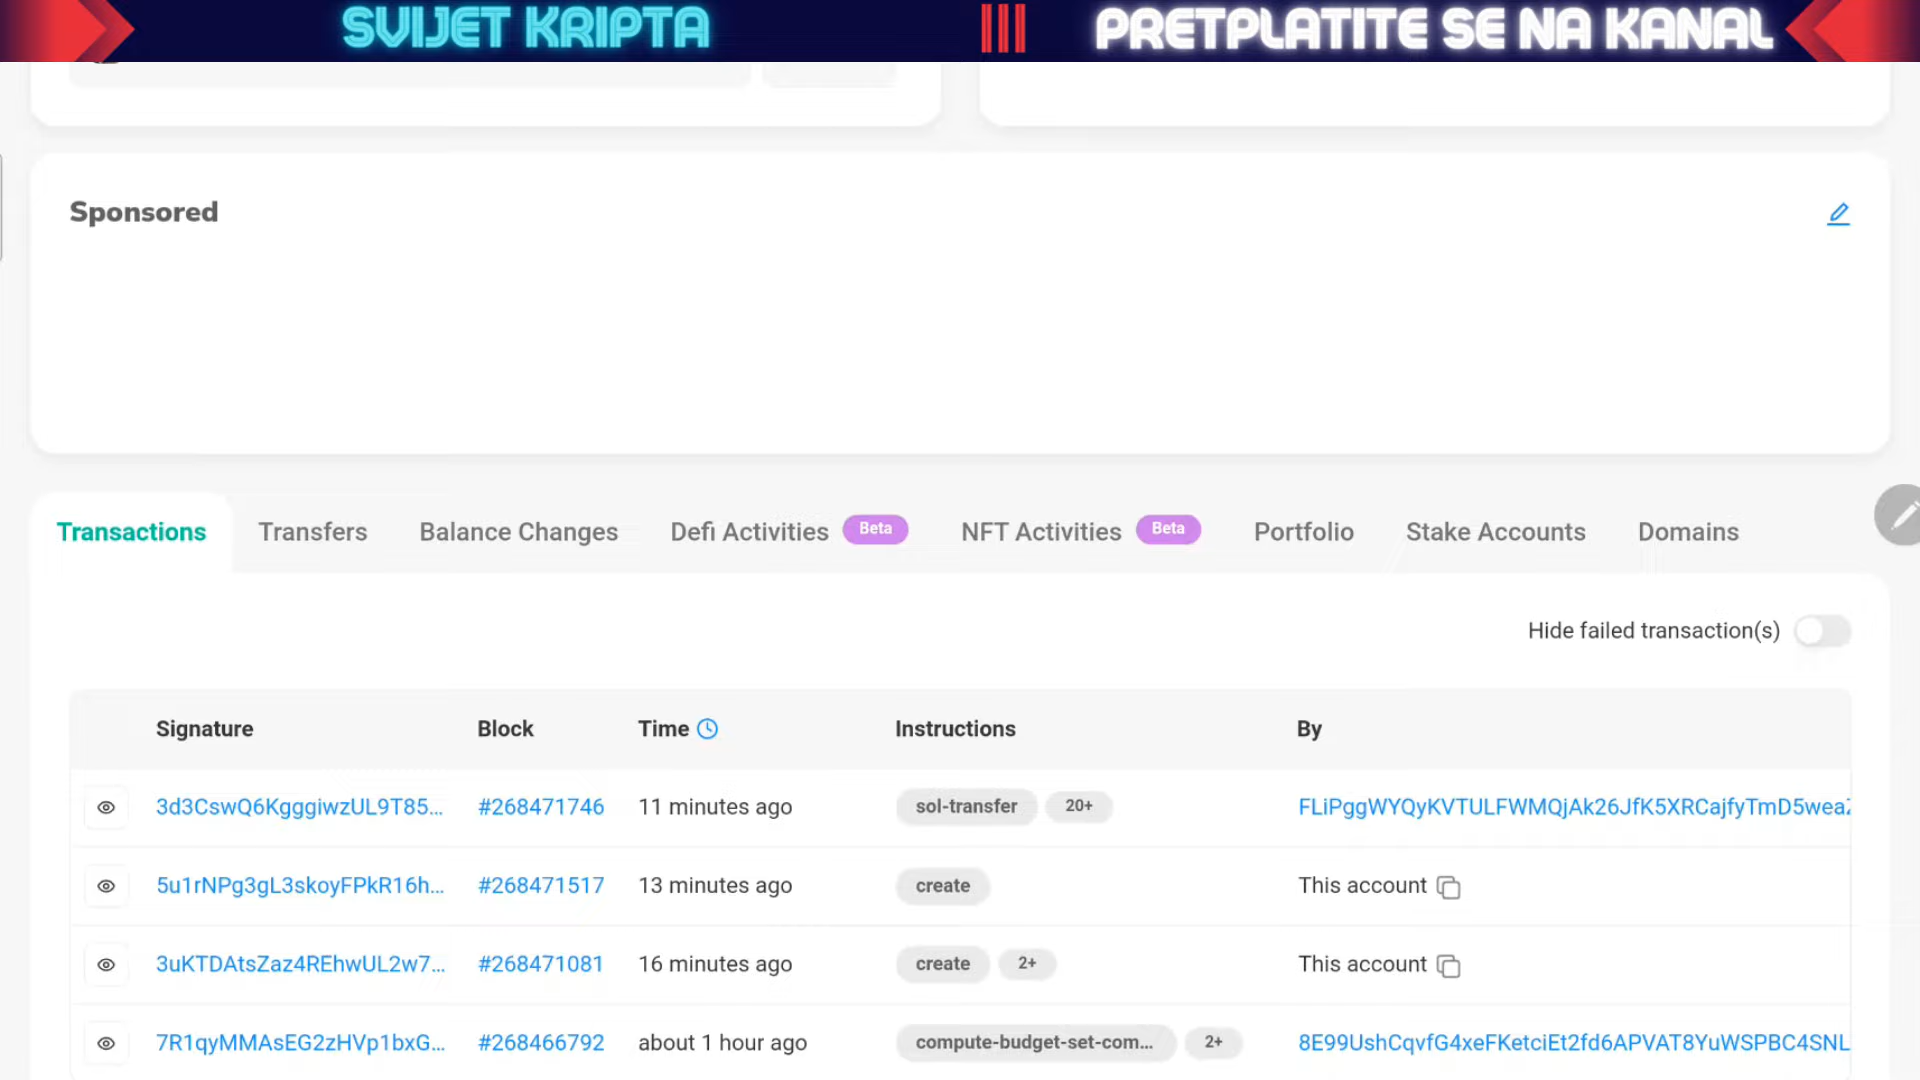 SVIJET KRIPTA
PRETPLATITE SE NA KANAL
Sponsored
Transactions Transfers Balance Changes Defi Activities Beta NFT Activities Beta Portfolio Stake Accounts Domains
Hide failed transaction(s)
Signature Block Time Instructions By
3d3CswQ6KgggiwzUL9T85... #268471746 11 minutes ago sol-transfer 20+ FLiPggWYQyKVTULFWMQjAk26JfK5XRCajfyTmD5wea
5u1rNPg3gL3skoyFPkR16h... #268471517 13 minutes ago create This account
3uKTDAtsZaz4REhwUL2w7... #268471081 16 minutes ago create 2+ This account
7R1qyMMAsEG2zHVp1bxG... #268466792 about 1 hour ago compute-budget-set-com... 2+ 8E99UshCqvfG4xeFKetciEt2fd6APVAT8YuWSPBC4SNL